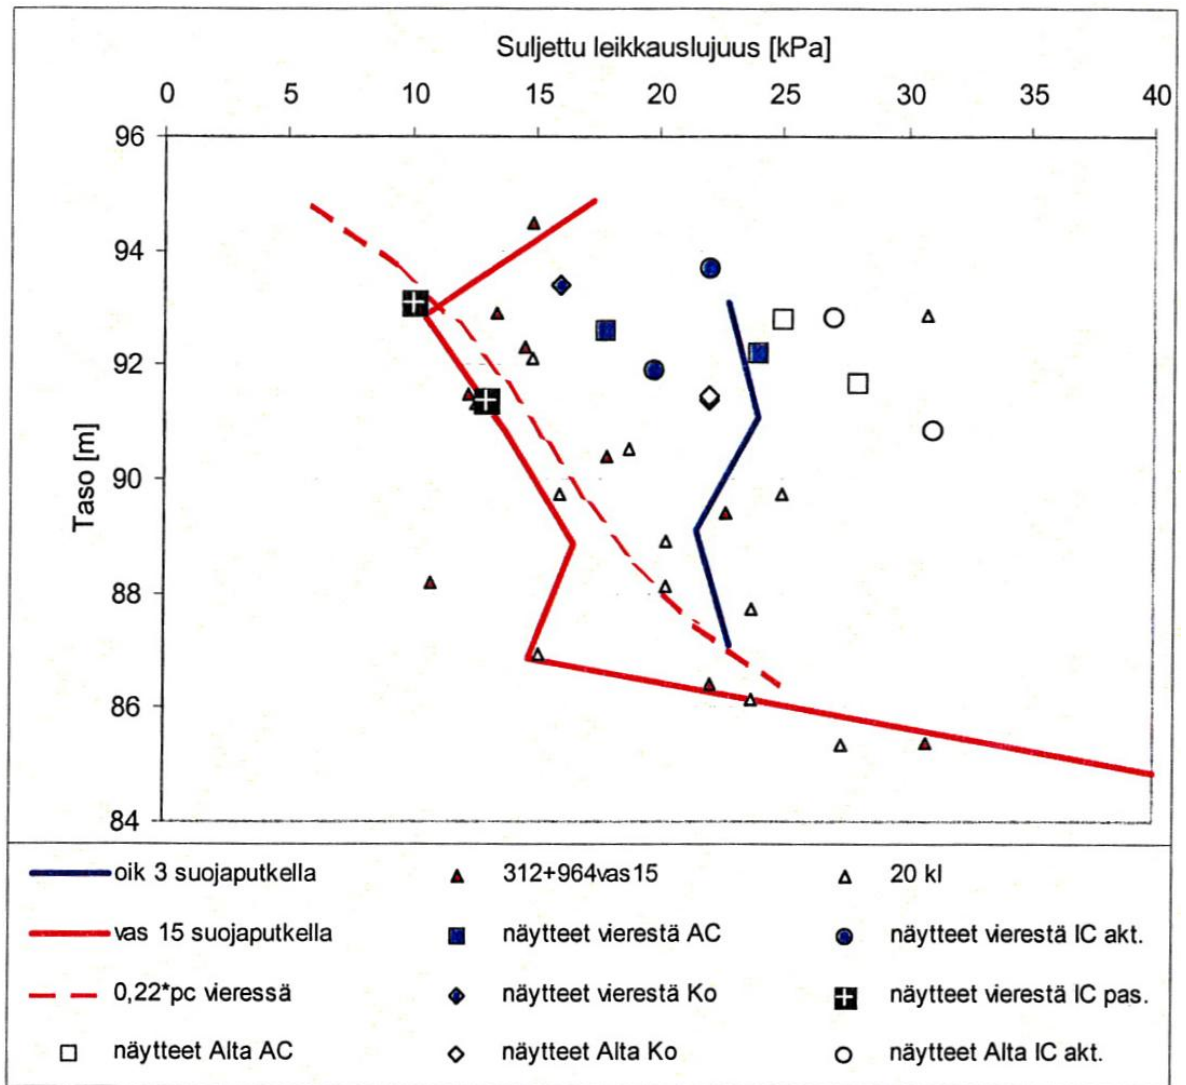 Suljettu leikkauslujuus [kPa]
0 5 10 15 20 25 30 35 40
96
94
92
90
88
86
84
Taso [m]
oik 3 suojaputkella 312+964vas15 20 kl
vas 15 suojaputkella näytteet vierestä AC näytteet vierestä IC akt.
0,22*pc vieressä näytteet vierestä Ko näytteet vierestä IC pas.
näytteet Alta AC näytteet Alta Ko näytteet Alta IC akt.